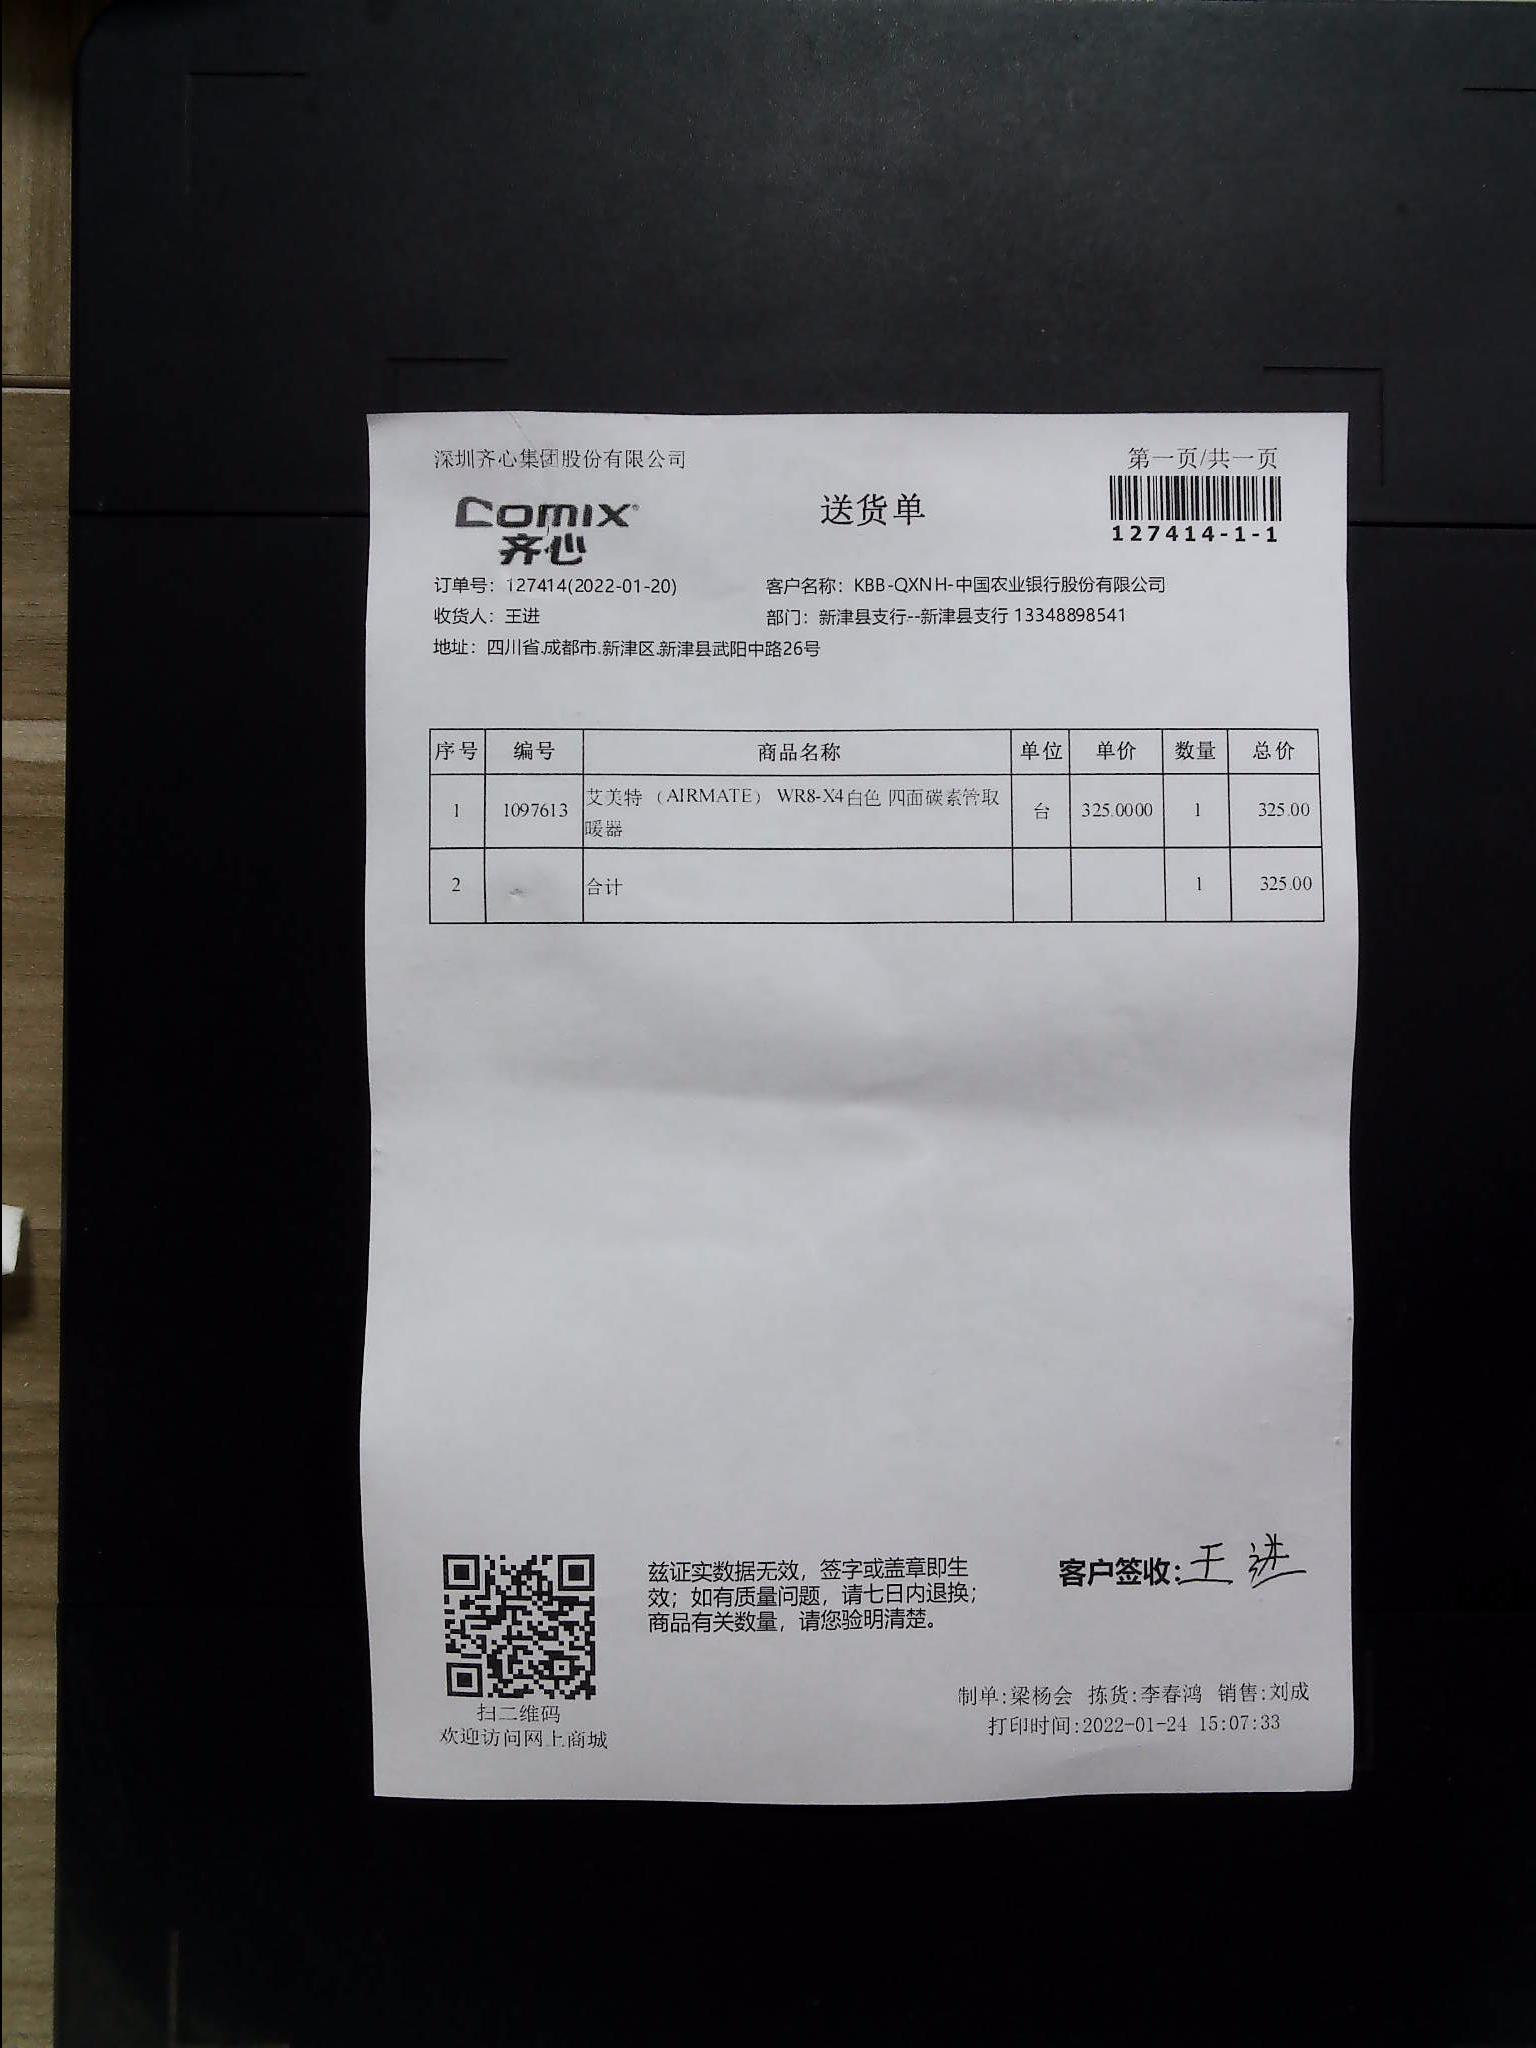 深圳齐心集团股份有限公司
第一页/共一页
comix
齐心
送货单
127414-1-1
订单号：127414(2022-01-20)
客户名称：KBB-QXNH-中国农业银行股份有限公司
收货人：王进
部门：新津县支行--新津县支行 13348898541
地址：四川省.成都市.新津区.新津县武阳中路26号
序号 编号 商品名称 单位 单价 数量 总价
1 1097613 艾美特（AIRMATE） WR8-X4白色 四面碳素管取暖器 台 325.0000 1 325.00
2 合计 1 325.00
兹证实数据无效，签字或盖章即生
效；如有质量问题，请七日内退换；
商品有关数量，请您验明清楚。
客户签收:王进
扫二维码
欢迎访问网上商城
制单:梁杨会 拣货:李春鸿 销售:刘成
打印时间:2022-01-24 15:07:33